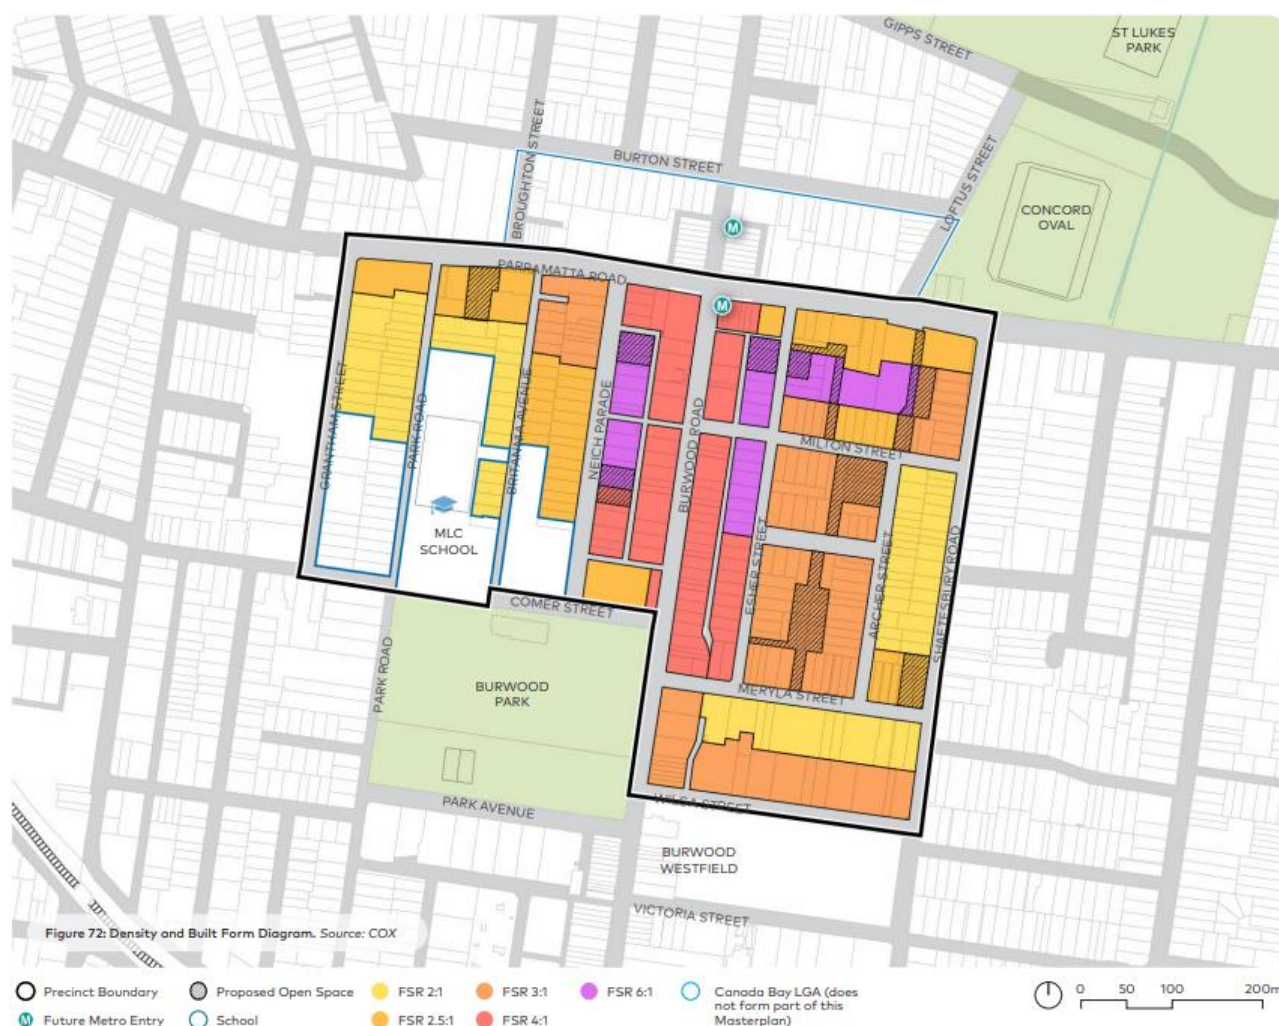 GIPPS STREET
ST LUKES
PARK
BROUGHTON STREET
BURTON STREET
LOFTUS STREET
CONCORD
OVAL
M
PARRAMATTA ROAD
M
GRANTHAM STREET
PARK ROAD
BRITANNIA AVENUE
NEICH PARADE
BURWOOD ROAD
MILTON STREET
MLC
SCHOOL
ESHER STREET
ARCHER STREET
SHAFTESBURY ROAD
COMER STREET
PARK ROAD
BURWOOD
PARK
MERYLA STREET
PARK AVENUE
WILGA STREET
BURWOOD
WESTFIELD
VICTORIA STREET
Figure 72: Density and Built Form Diagram. Source: COX
Precinct Boundary
Proposed Open Space
FSR 2:1
FSR 3:1
FSR 6:1
Canada Bay LGA (does
not form part of this
Masterplan)
M Future Metro Entry
School
FSR 2.5:1
FSR 4:1
0 50 100 200m